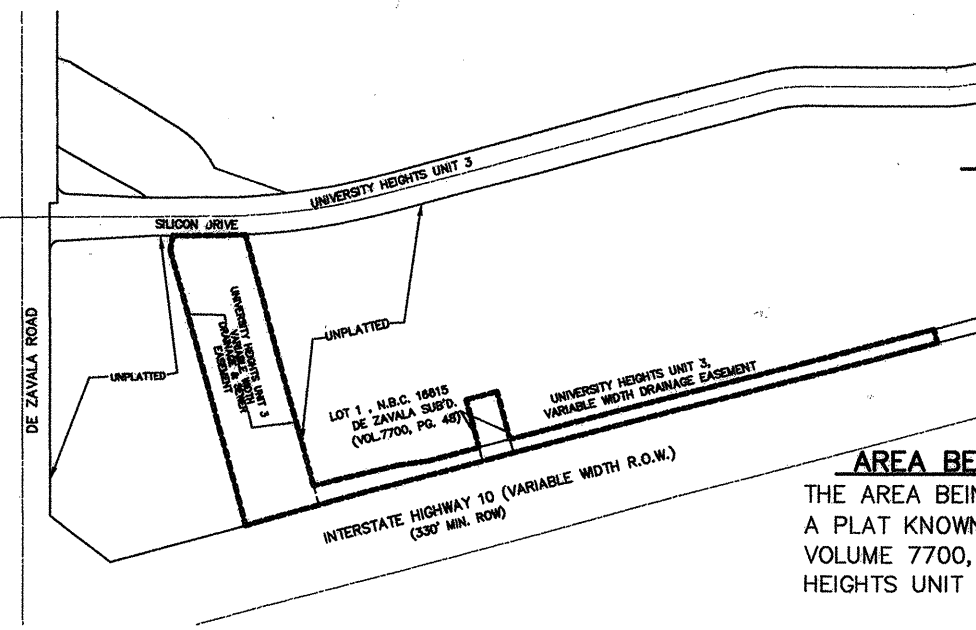 UNIVERSITY HEIGHTS UNIT 3
SILICON DRIVE
DE ZAVALA ROAD
UNIVERSITY HEIGHTS UNIT 3
VARIABLE WIDTH
DRAINAGE &
EASEMENT
UNPLATTED
UNPLATTED
LOT 1 , N.B.C. 16615
DE ZAVALA SUB'D.
(VOL.7700, PG. 48)
UNIVERSITY HEIGHTS UNIT 3,
VARIABLE WIDTH DRAINAGE EASEMENT
INTERSTATE HIGHWAY 10 (VARIABLE WIDTH R.O.W.)
(330' MIN. ROW)
AREA BE
THE AREA BEIN
A PLAT KNOWN
VOLUME 7700,
HEIGHTS UNIT